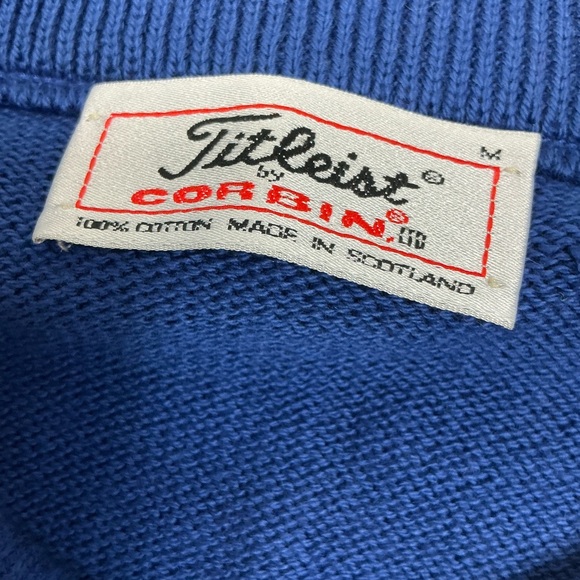 Titleist®
M
by
CORBIN® LTD
100% COTTON MADE IN SCOTLAND